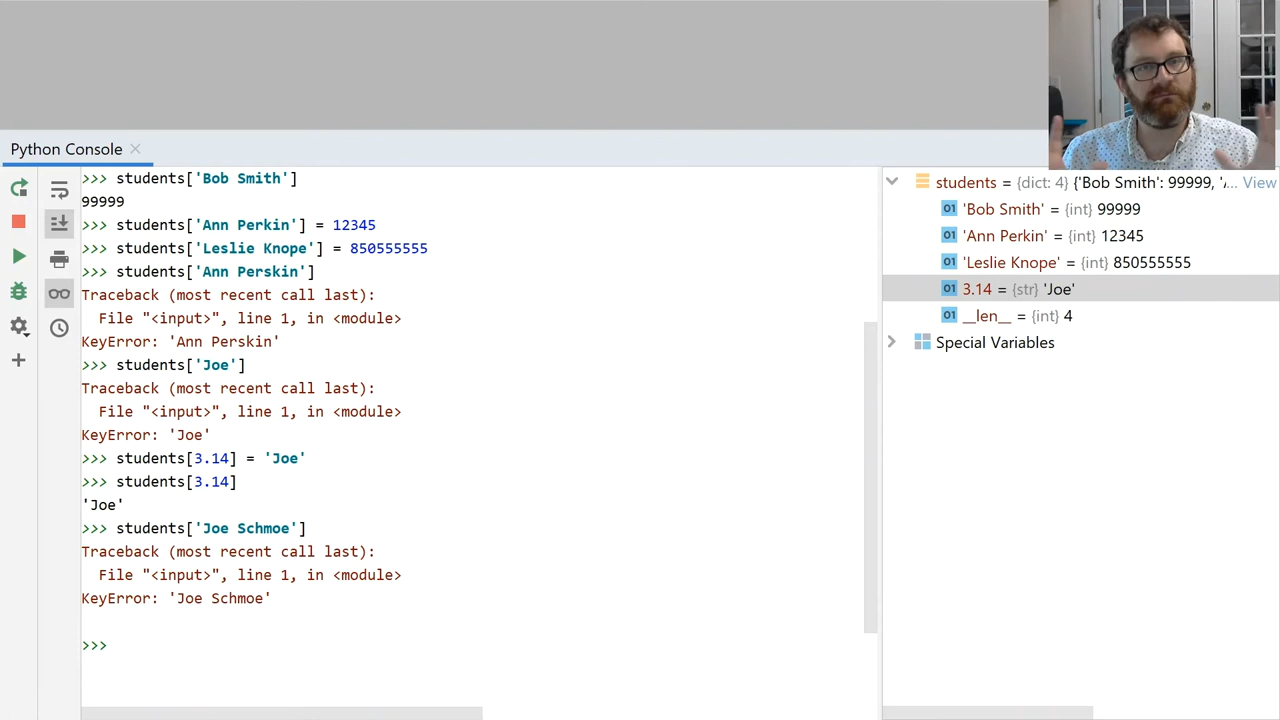 Python Console
>>> students['Bob Smith']
99999
>>> students['Ann Perkin'] = 12345
>>> students['Leslie Knope'] = 850555555
>>> students['Ann Perskin']
Traceback (most recent call last):
  File "<input>", line 1, in <module>
KeyError: 'Ann Perskin'
>>> students['Joe']
Traceback (most recent call last):
  File "<input>", line 1, in <module>
KeyError: 'Joe'
>>> students[3.14] = 'Joe'
>>> students[3.14]
'Joe'
>>> students['Joe Schmoe']
Traceback (most recent call last):
  File "<input>", line 1, in <module>
KeyError: 'Joe Schmoe'
>>>
students = {dict: 4} {'Bob Smith': 99999, '... View
01 'Bob Smith' = {int} 99999
01 'Ann Perkin' = {int} 12345
01 'Leslie Knope' = {int} 850555555
01 3.14 = {str} 'Joe'
01 __len__ = {int} 4
Special Variables